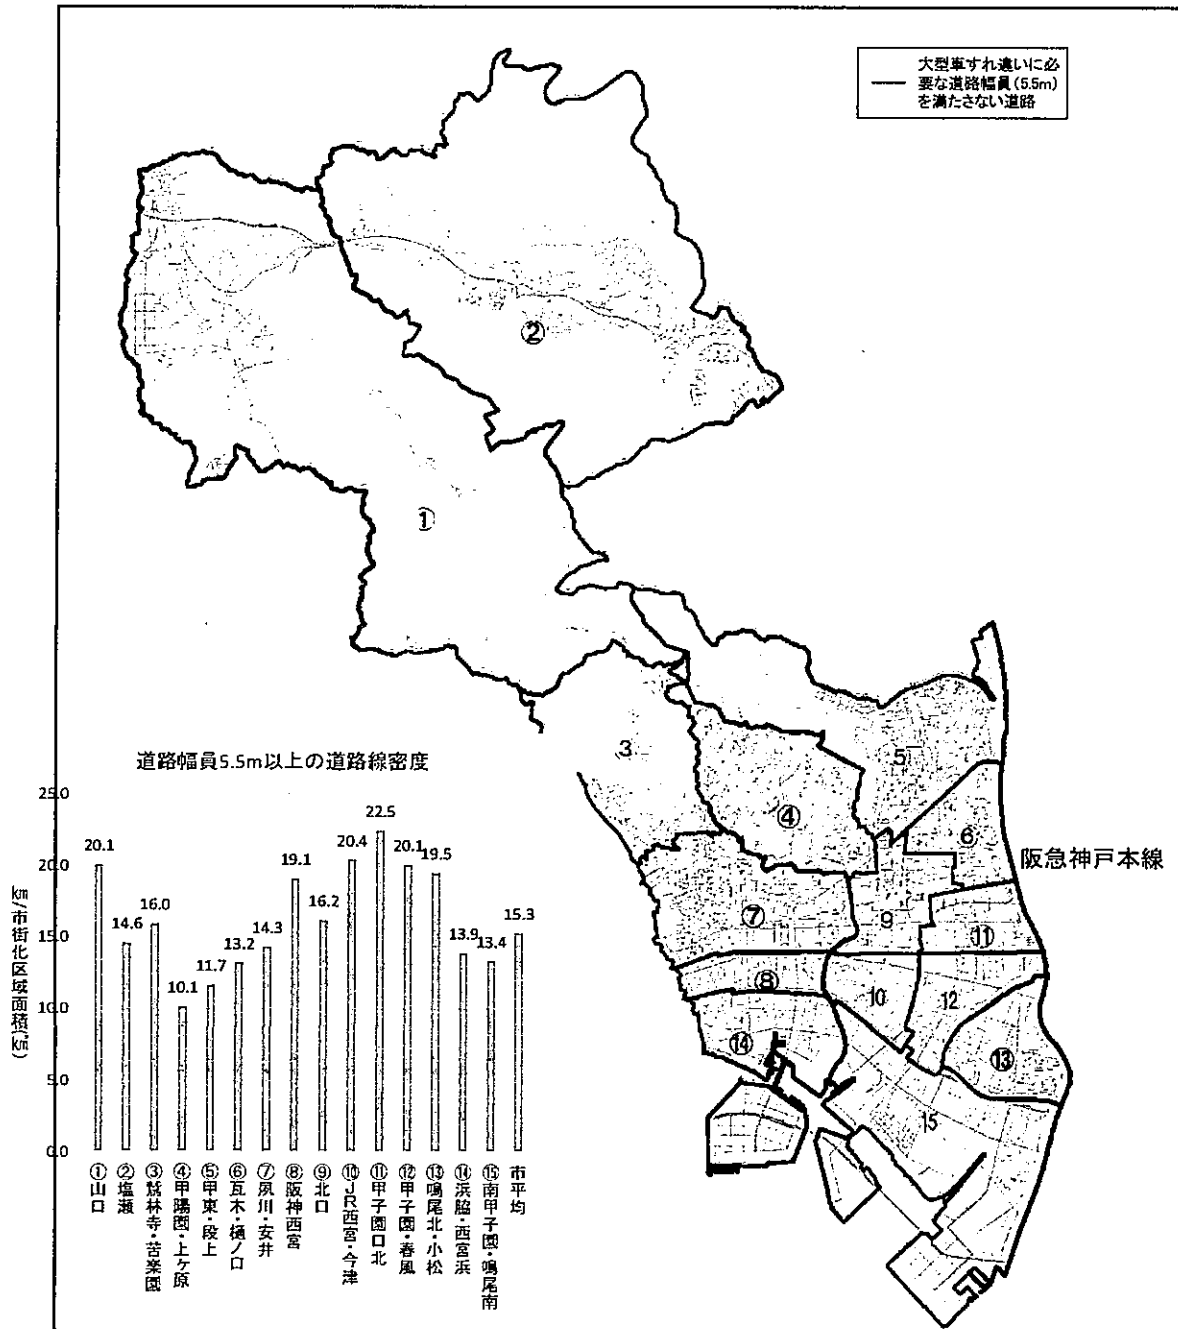 大型車すれ違いに必
要な道路幅員(5.5m)
を満たさない道路
②
①
3
5
④
6
阪急神戸本線
⑦
9
⑪
⑧
10
12
⑭
⑬
15
道路幅員5.5m以上の道路線密度
km/市街化区域面積(㎢)
25.0
20.0
15.0
10.0
5.0
0.0
20.1
14.6
16.0
10.1
11.7
13.2
14.3
19.1
16.2
20.4
22.5
20.1
19.5
13.9
13.4
15.3
①山口
②塩瀬
③鷲林寺・苦楽園
④甲陽園・上ケ原
⑤甲東・段上
⑥瓦木・樋ノ口
⑦夙川・安井
⑧阪神西宮
⑨北口
⑩JR西宮・今津
⑪甲子園口北
⑫甲子園・春風
⑬鳴尾北・小松
⑭浜脇・西宮浜
⑮南甲子園・鳴尾南
市平均